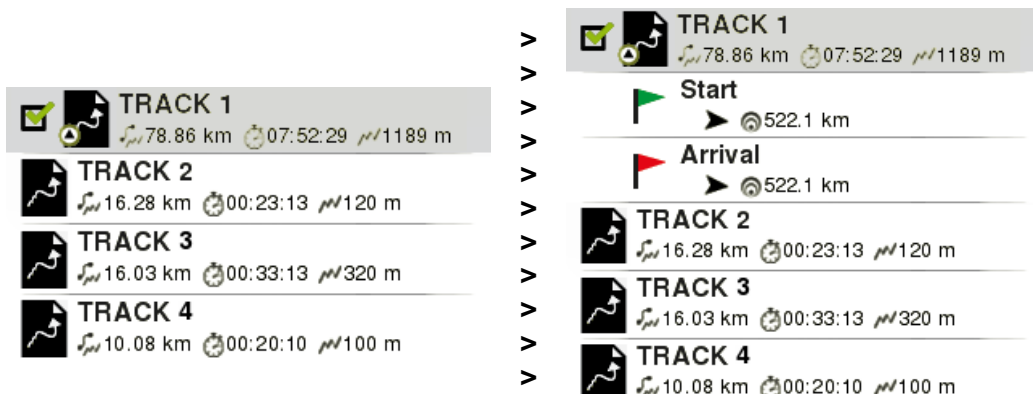 TRACK 1
78.86 km 07:52:29 1189 m
TRACK 2
16.28 km 00:23:13 120 m
TRACK 3
16.03 km 00:33:13 320 m
TRACK 4
10.08 km 00:20:10 100 m
>
>
>
>
>
>
>
>
>
>
>
TRACK 1
78.86 km 07:52:29 1189 m
Start
522.1 km
Arrival
522.1 km
TRACK 2
16.28 km 00:23:13 120 m
TRACK 3
16.03 km 00:33:13 320 m
TRACK 4
10.08 km 00:20:10 100 m